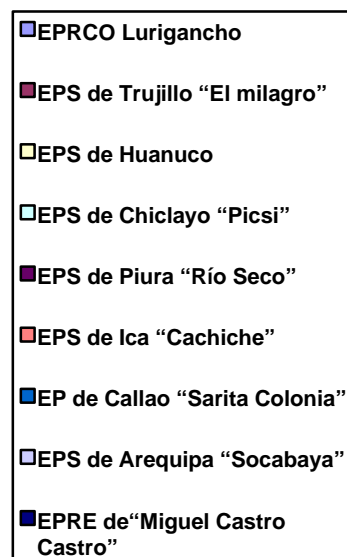 EPRCO Lurigancho
EPS de Trujillo “El milagro”
EPS de Huanuco
EPS de Chiclayo “Picsi”
EPS de Piura “Río Seco”
EPS de Ica “Cachiche”
EP de Callao “Sarita Colonia”
EPS de Arequipa “Socabaya”
EPRE de“Miguel Castro
Castro”